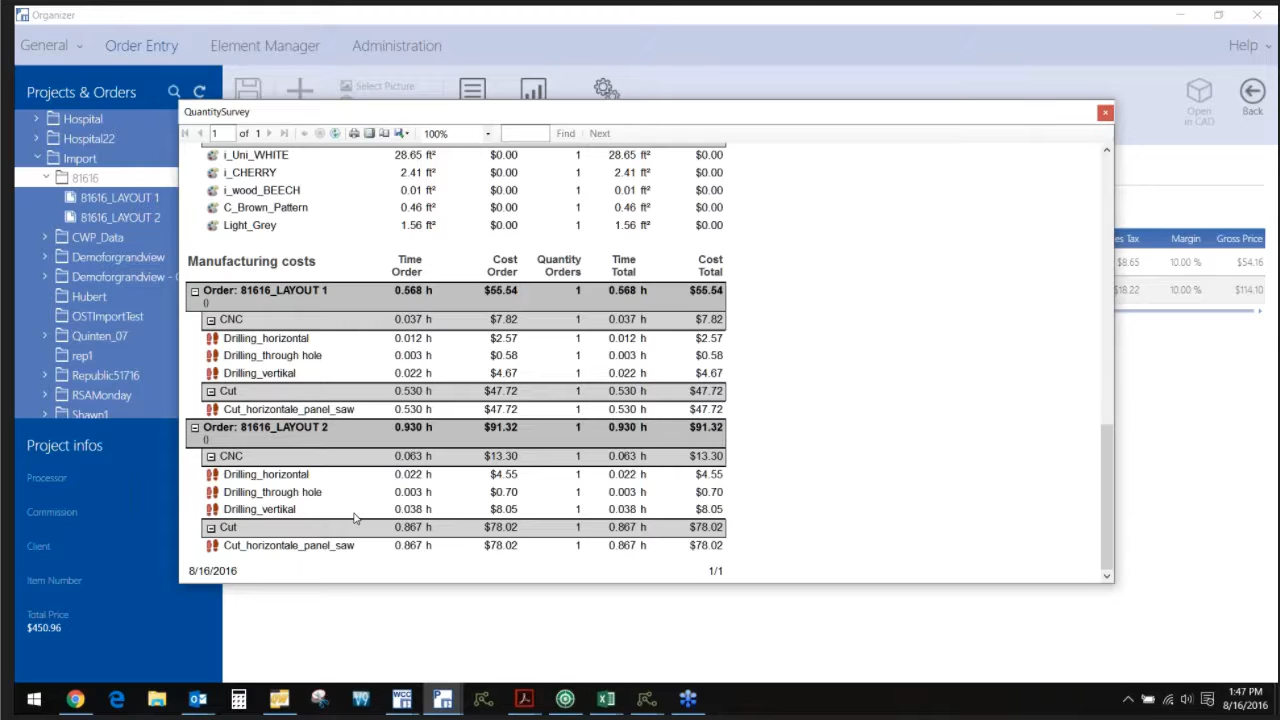 Organizer
General Order Entry Element Manager Administration Help
Projects & Orders Select Picture Open in CAD Back
Hospital
Hospital22
Import
81616
81616_LAYOUT 1
81616_LAYOUT 2
CWP_Data
Demoforgrandview
Demoforgrandview - C
Hubert
OSTImportTest
Quinten_07
rep1
Republic51716
RSAMonday
Shawn1
Project infos
Processor
Commission
Client
Item Number
Total Price
$450.96
QuantitySurvey
1 of 1 100% Find Next
i_Uni_WHITE 28.65 ft² $0.00 1 28.65 ft² $0.00
i_CHERRY 2.41 ft² $0.00 1 2.41 ft² $0.00
i_wood_BEECH 0.01 ft² $0.00 1 0.01 ft² $0.00
C_Brown_Pattern 0.46 ft² $0.00 1 0.46 ft² $0.00
Light_Grey 1.56 ft² $0.00 1 1.56 ft² $0.00
Manufacturing costs Time Cost Quantity Time Cost
Order Order Orders Total Total
Order: 81616_LAYOUT 1 0.568 h $55.54 1 0.568 h $55.54
()
CNC 0.037 h $7.82 1 0.037 h $7.82
Drilling_horizontal 0.012 h $2.57 1 0.012 h $2.57
Drilling_through hole 0.003 h $0.58 1 0.003 h $0.58
Drilling_vertikal 0.022 h $4.67 1 0.022 h $4.67
Cut 0.530 h $47.72 1 0.530 h $47.72
Cut_horizontale_panel_saw 0.530 h $47.72 1 0.530 h $47.72
Order: 81616_LAYOUT 2 0.930 h $91.32 1 0.930 h $91.32
()
CNC 0.063 h $13.30 1 0.063 h $13.30
Drilling_horizontal 0.022 h $4.55 1 0.022 h $4.55
Drilling_through hole 0.003 h $0.70 1 0.003 h $0.70
Drilling_vertikal 0.038 h $8.05 1 0.038 h $8.05
Cut 0.867 h $78.02 1 0.867 h $78.02
Cut_horizontale_panel_saw 0.867 h $78.02 1 0.867 h $78.02
8/16/2016 1/1
Tax Margin Gross Price
$8.65 10.00 % $54.16
$18.22 10.00 % $114.10
WCC
1:47 PM
8/16/2016